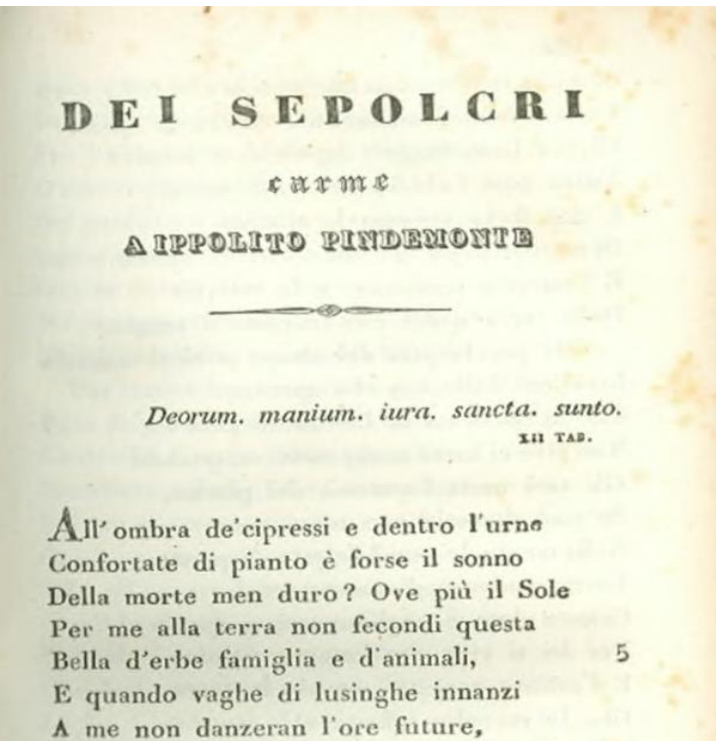 DEI SEPOLCRI
carme
A IPPOLITO PINDEMONTE
Deorum. manium. iura. sancta. sunto.
XII TAB.
All' ombra de'cipressi e dentro l'urne
Confortate di pianto è forse il sonno
Della morte men duro? Ove più il Sole
Per me alla terra non fecondi questa
Bella d'erbe famiglia e d'animali, 5
E quando vaghe di lusinghe innanzi
A me non danzeran l'ore future,